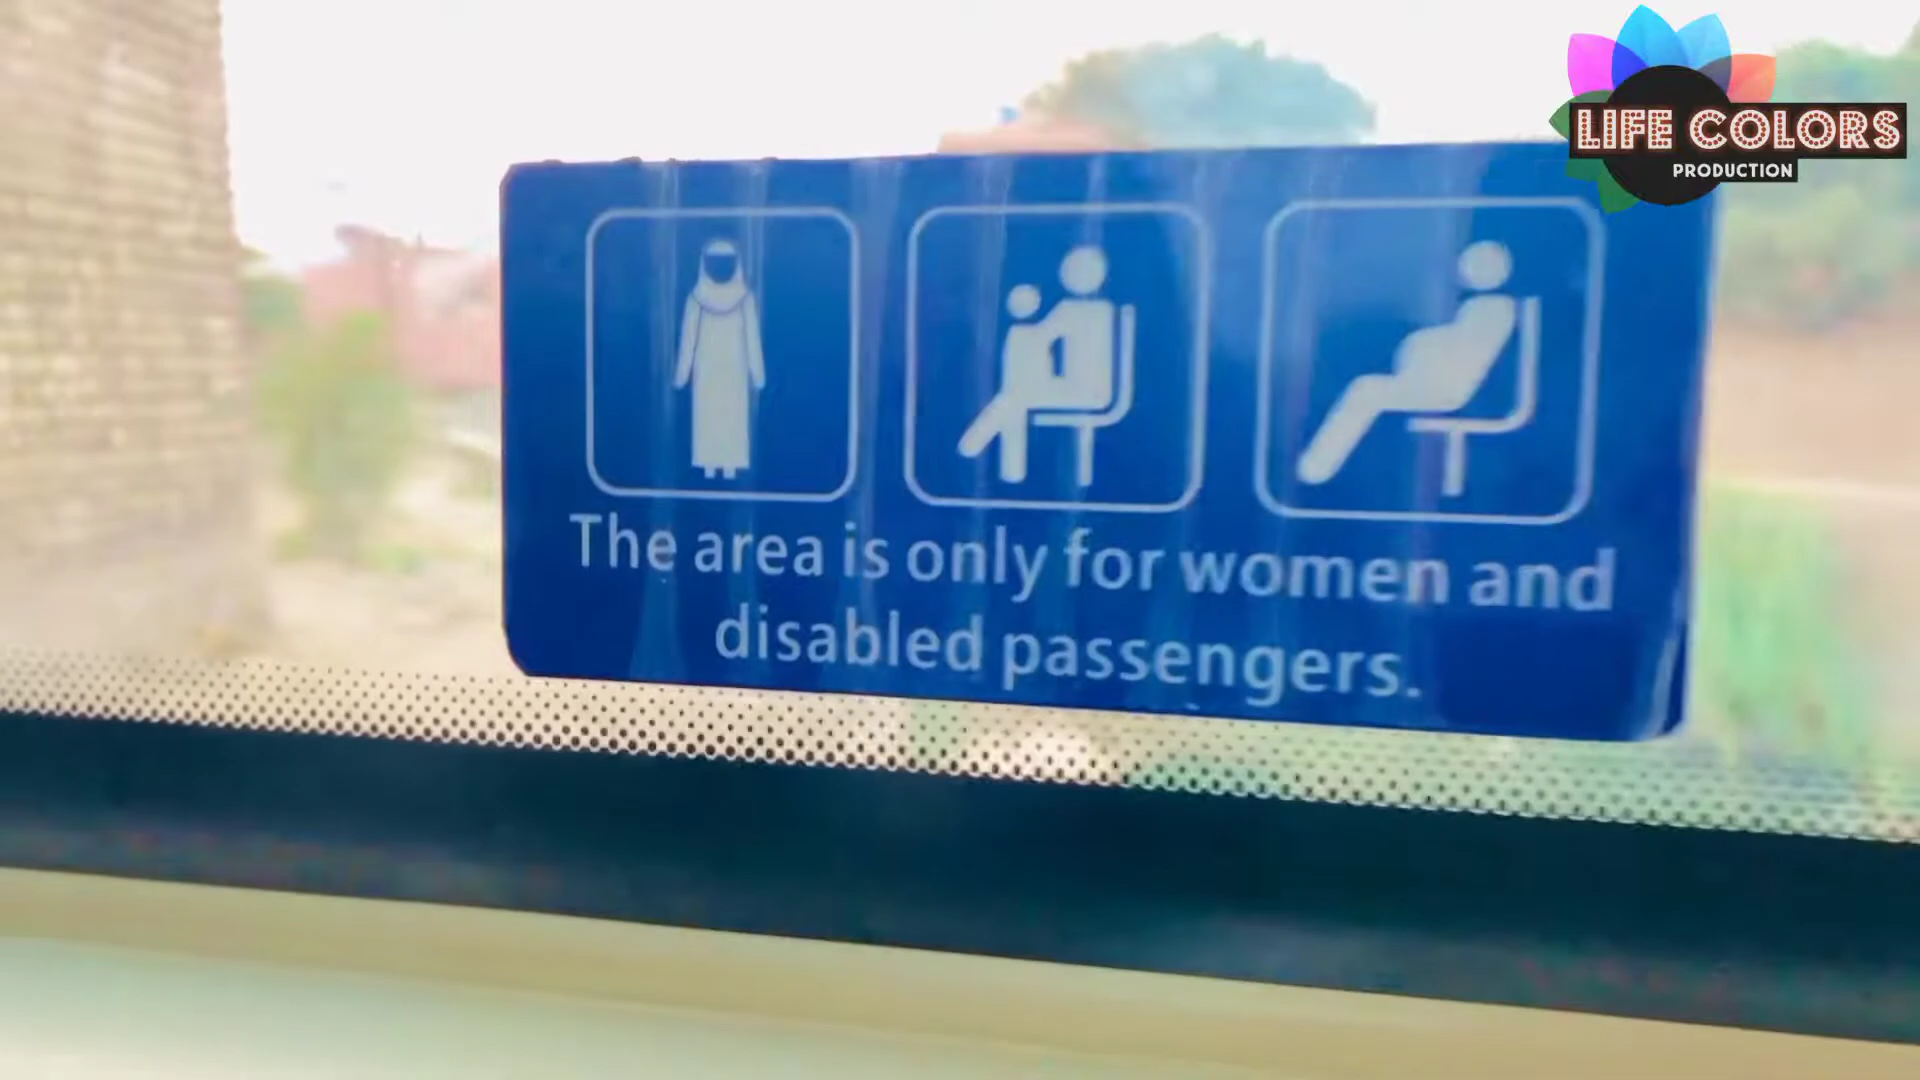 LIFE COLORS
PRODUCTION
The area is only for women and
disabled passengers.